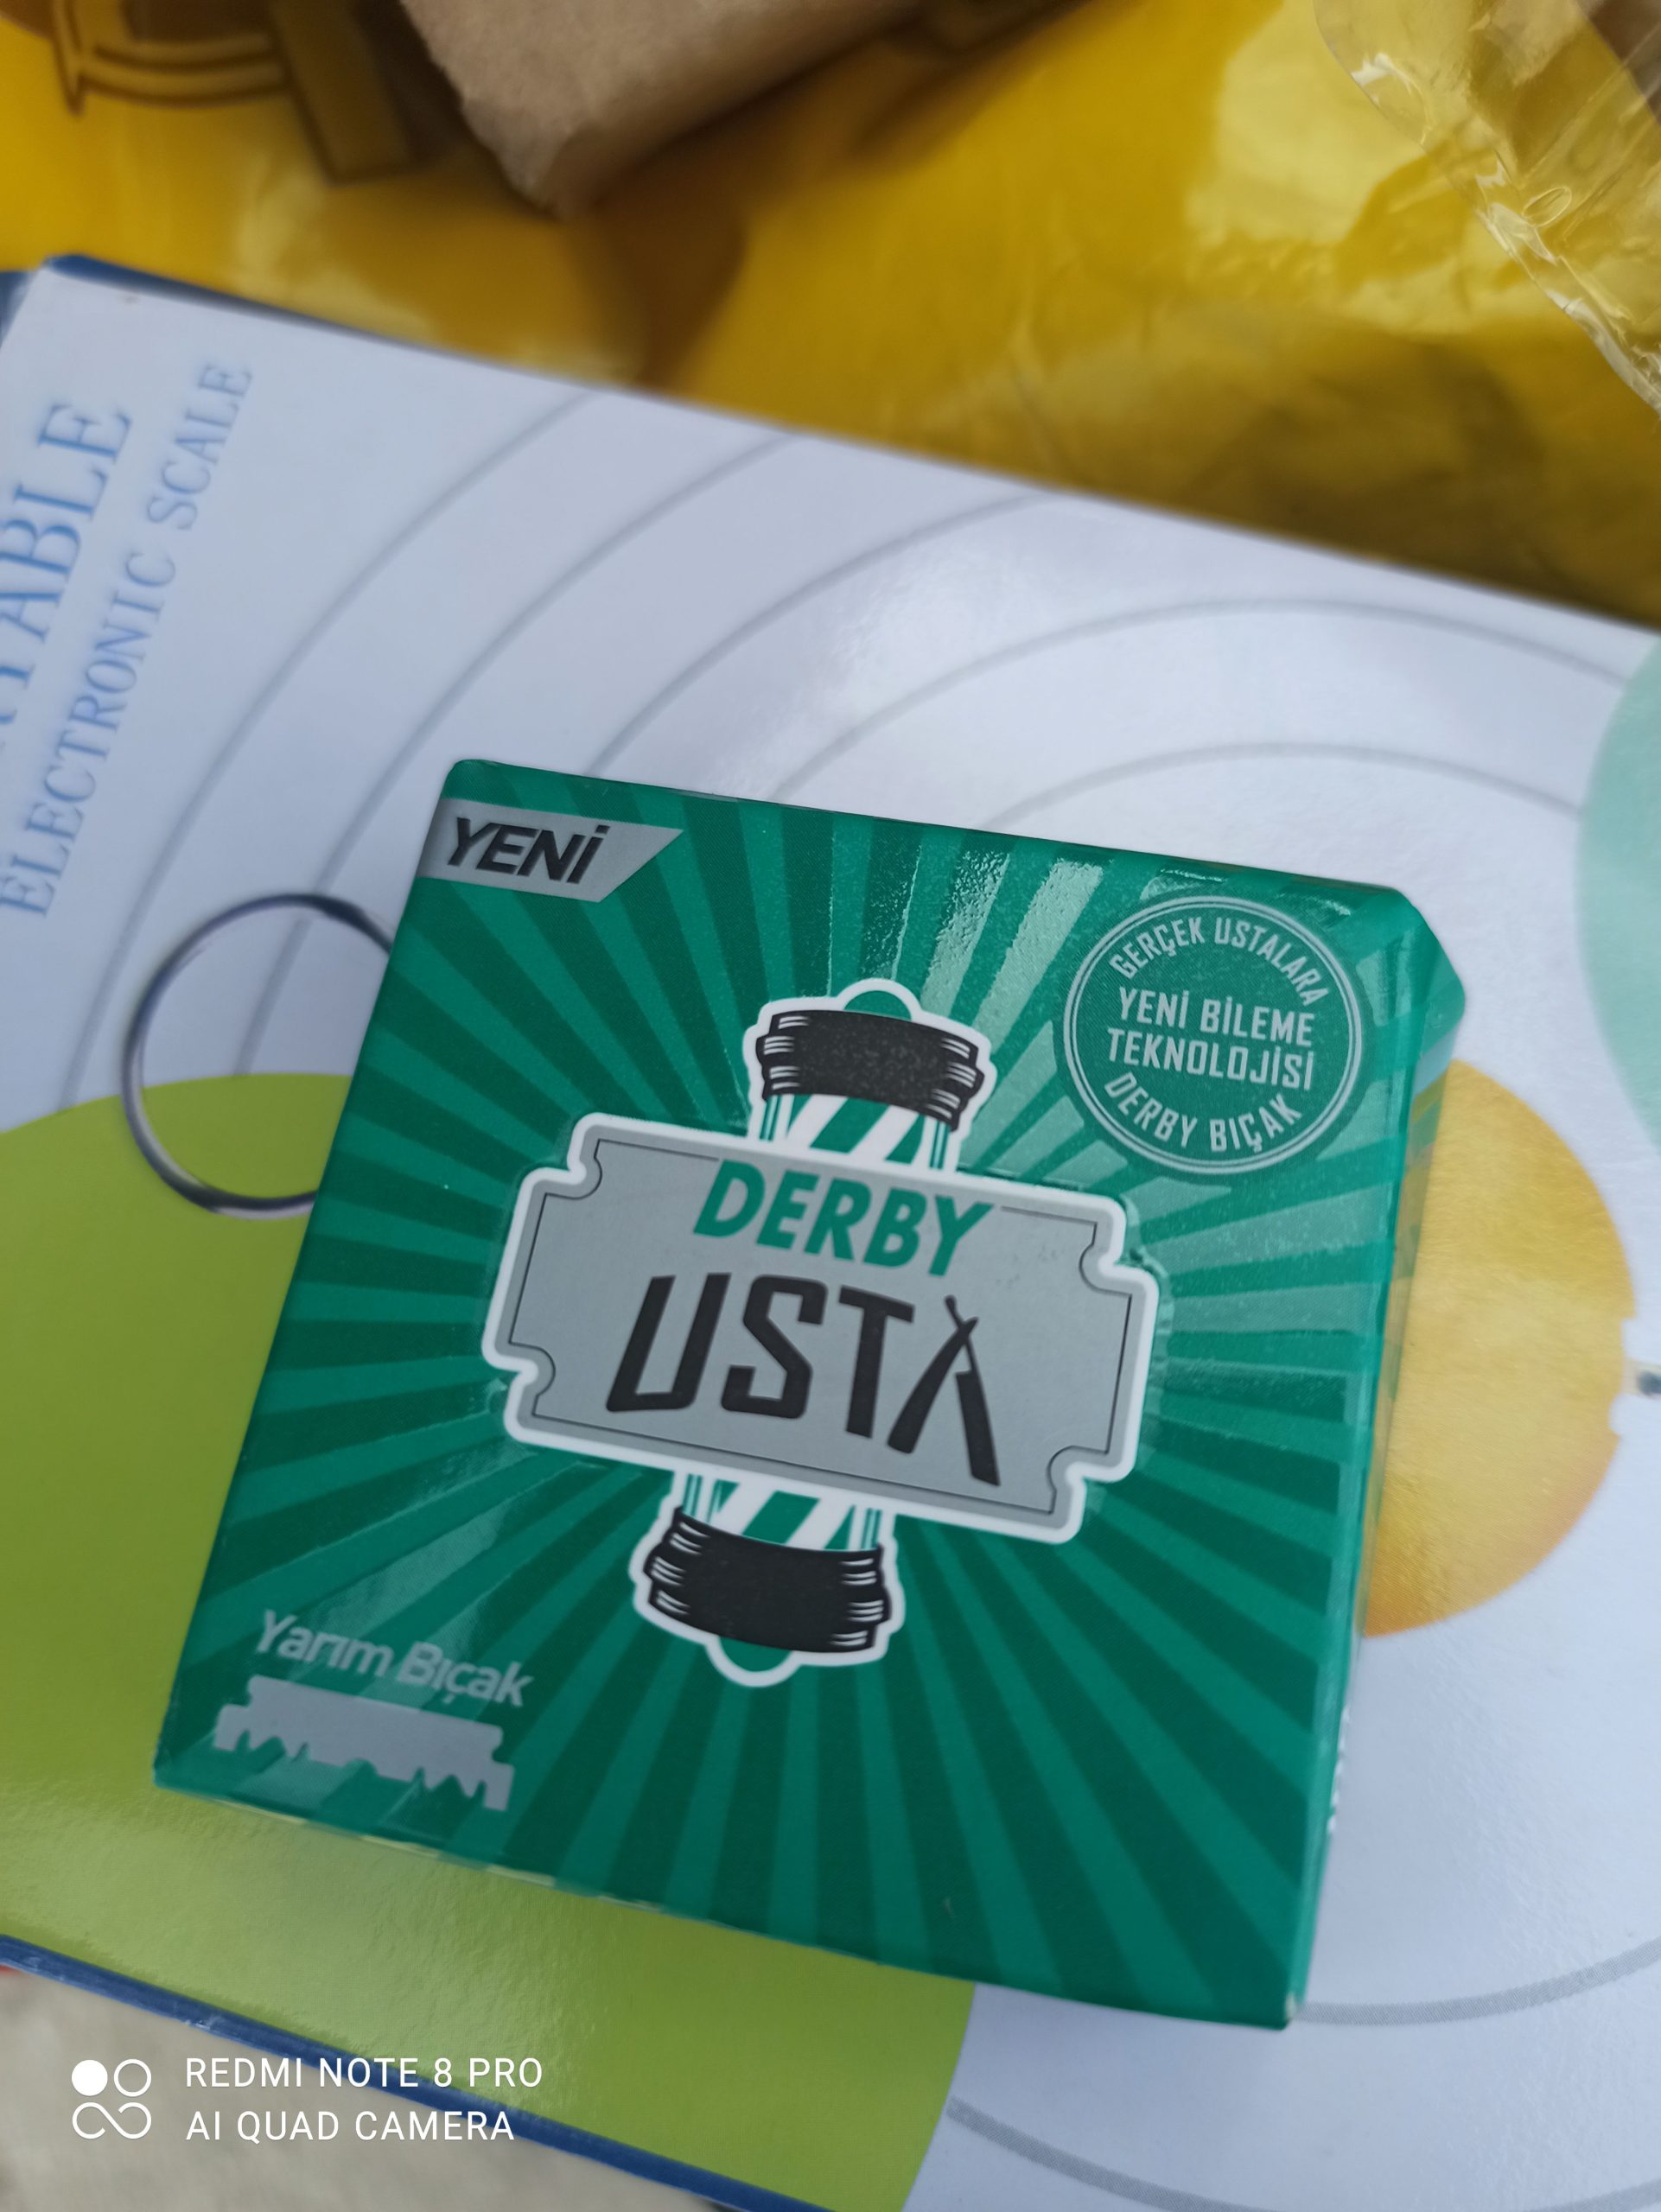 ELECTRONIC SCALE
YENİ
GERÇEK USTALARA
YENİ BİLEME
TEKNOLOJİSİ
DERBY BIÇAK
DERBY
USTA
Yarım Bıçak
REDMI NOTE 8 PRO
AI QUAD CAMERA